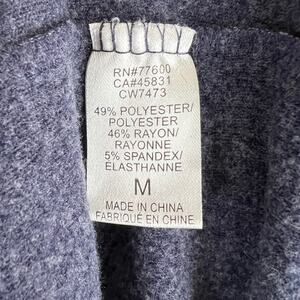 RN#77600
CA#45831
CW7473
49% POLYESTER/
POLYESTER
46% RAYON/
RAYONNE
5% SPANDEX/
ELASTHANNE
M
MADE IN CHINA
FABRIQUÉ EN CHINE